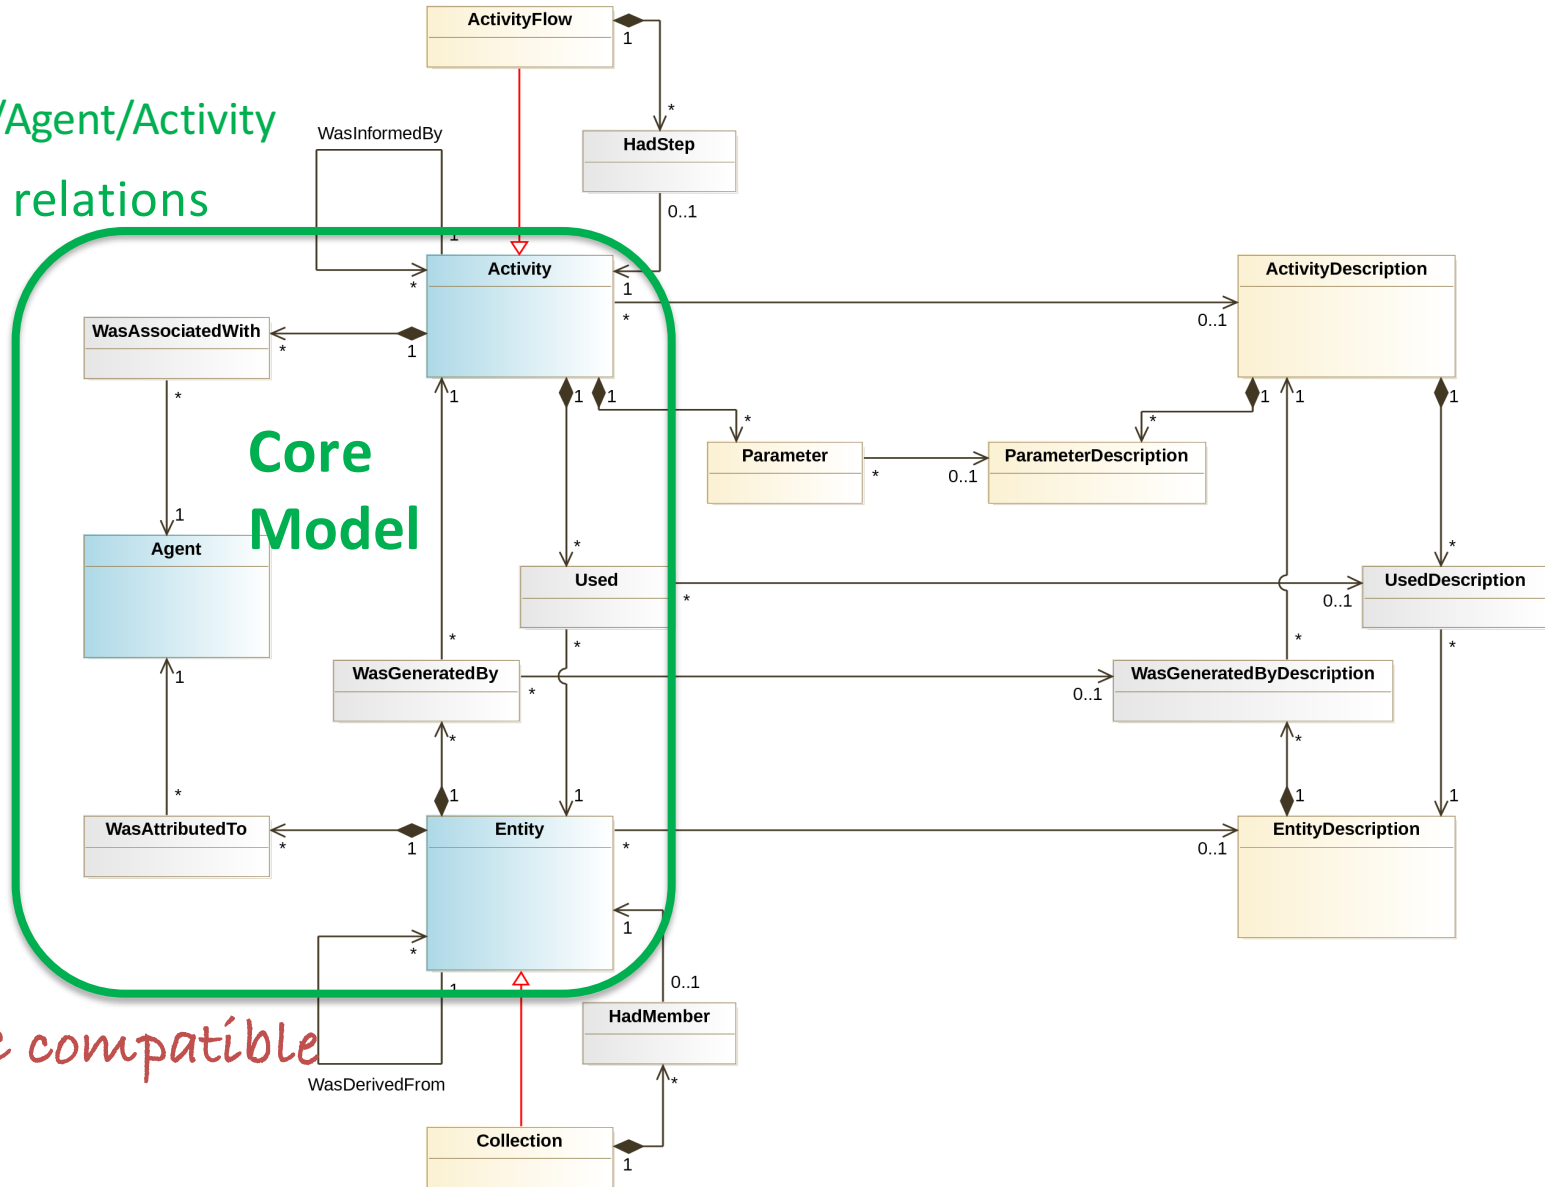 ActivityFlow
1
*
/Agent/Activity
WasInformedBy
HadStep
relations
0..1
1
Activity
ActivityDescription
*
1
*
0..1
WasAssociatedWith
*
1
*
1
1
1
1
1
*
*
Core
Parameter
ParameterDescription
*
0..1
Model
1
*
*
Agent
Used
UsedDescription
*
0..1
*
*
*
*
WasGeneratedBy
WasGeneratedByDescription
1
*
0..1
*
*
*
1
1
1
1
WasAttributedTo
Entity
EntityDescription
*
1
*
0..1
1
*
0..1
1
HadMember
compatible
WasDerivedFrom
*
Collection
1